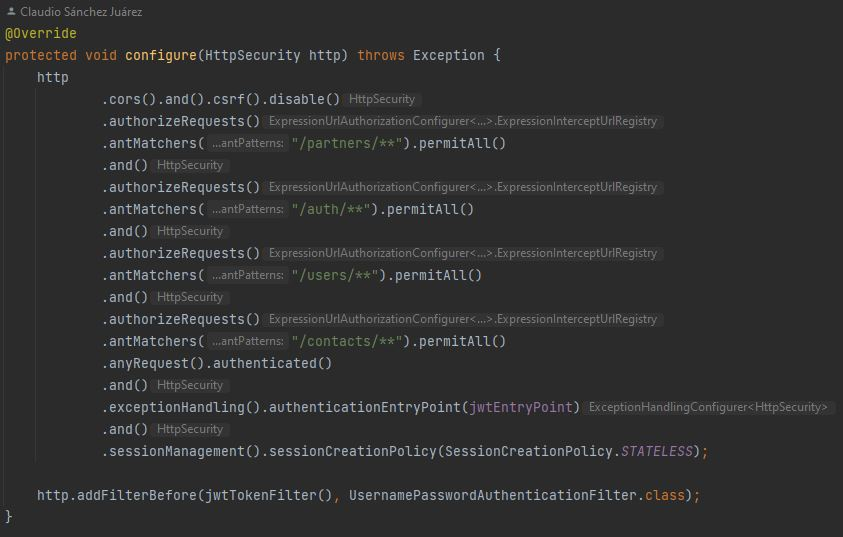 Claudio Sánchez Juárez
@Override
protected void configure(HttpSecurity http) throws Exception {
http
.cors().and().csrf().disable() HttpSecurity
.authorizeRequests() ExpressionUrlAuthorizationConfigurer<...>.ExpressionInterceptUrlRegistry
.antMatchers( ...antPatterns: "/partners/**").permitAll()
.and() HttpSecurity
.authorizeRequests() ExpressionUrlAuthorizationConfigurer<...>.ExpressionInterceptUrlRegistry
.antMatchers( ...antPatterns: "/auth/**").permitAll()
.and() HttpSecurity
.authorizeRequests() ExpressionUrlAuthorizationConfigurer<...>.ExpressionInterceptUrlRegistry
.antMatchers( ...antPatterns: "/users/**").permitAll()
.and() HttpSecurity
.authorizeRequests() ExpressionUrlAuthorizationConfigurer<...>.ExpressionInterceptUrlRegistry
.antMatchers( ...antPatterns: "/contacts/**").permitAll()
.anyRequest().authenticated()
.and() HttpSecurity
.exceptionHandling().authenticationEntryPoint(jwtEntryPoint) ExceptionHandlingConfigurer<HttpSecurity>
.and() HttpSecurity
.sessionManagement().sessionCreationPolicy(SessionCreationPolicy.STATELESS);
http.addFilterBefore(jwtTokenFilter(), UsernamePasswordAuthenticationFilter.class);
}